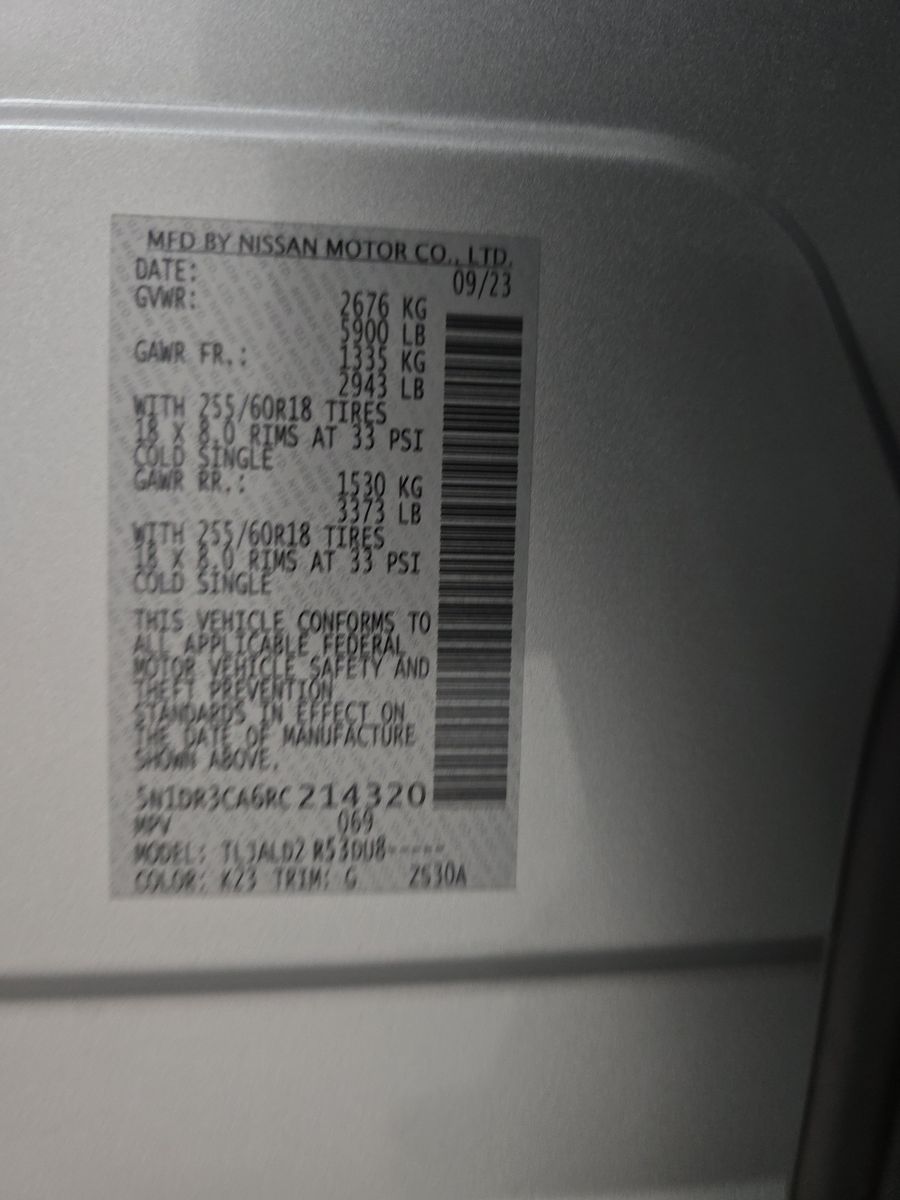 MFD BY NISSAN MOTOR CO., LTD.
DATE: 09/23
GVWR: 2676 KG
5900 LB
GAWR FR.: 1335 KG
2943 LB
WITH 255/60R18 TIRES
18 X 8.0 RIMS AT 33 PSI
COLD SINGLE
GAWR RR.: 1530 KG
3373 LB
WITH 255/60R18 TIRES
18 X 8.0 RIMS AT 33 PSI
COLD SINGLE
THIS VEHICLE CONFORMS TO
ALL APPLICABLE FEDERAL
MOTOR VEHICLE SAFETY AND
THEFT PREVENTION
STANDARDS IN EFFECT ON
THE DATE OF MANUFACTURE
SHOWN ABOVE.
5N1DR3CA6RC214320
MPV 069
MODEL: TLJALD2 R53DU8-----
COLOR: K23 TRIM: G ZS30A